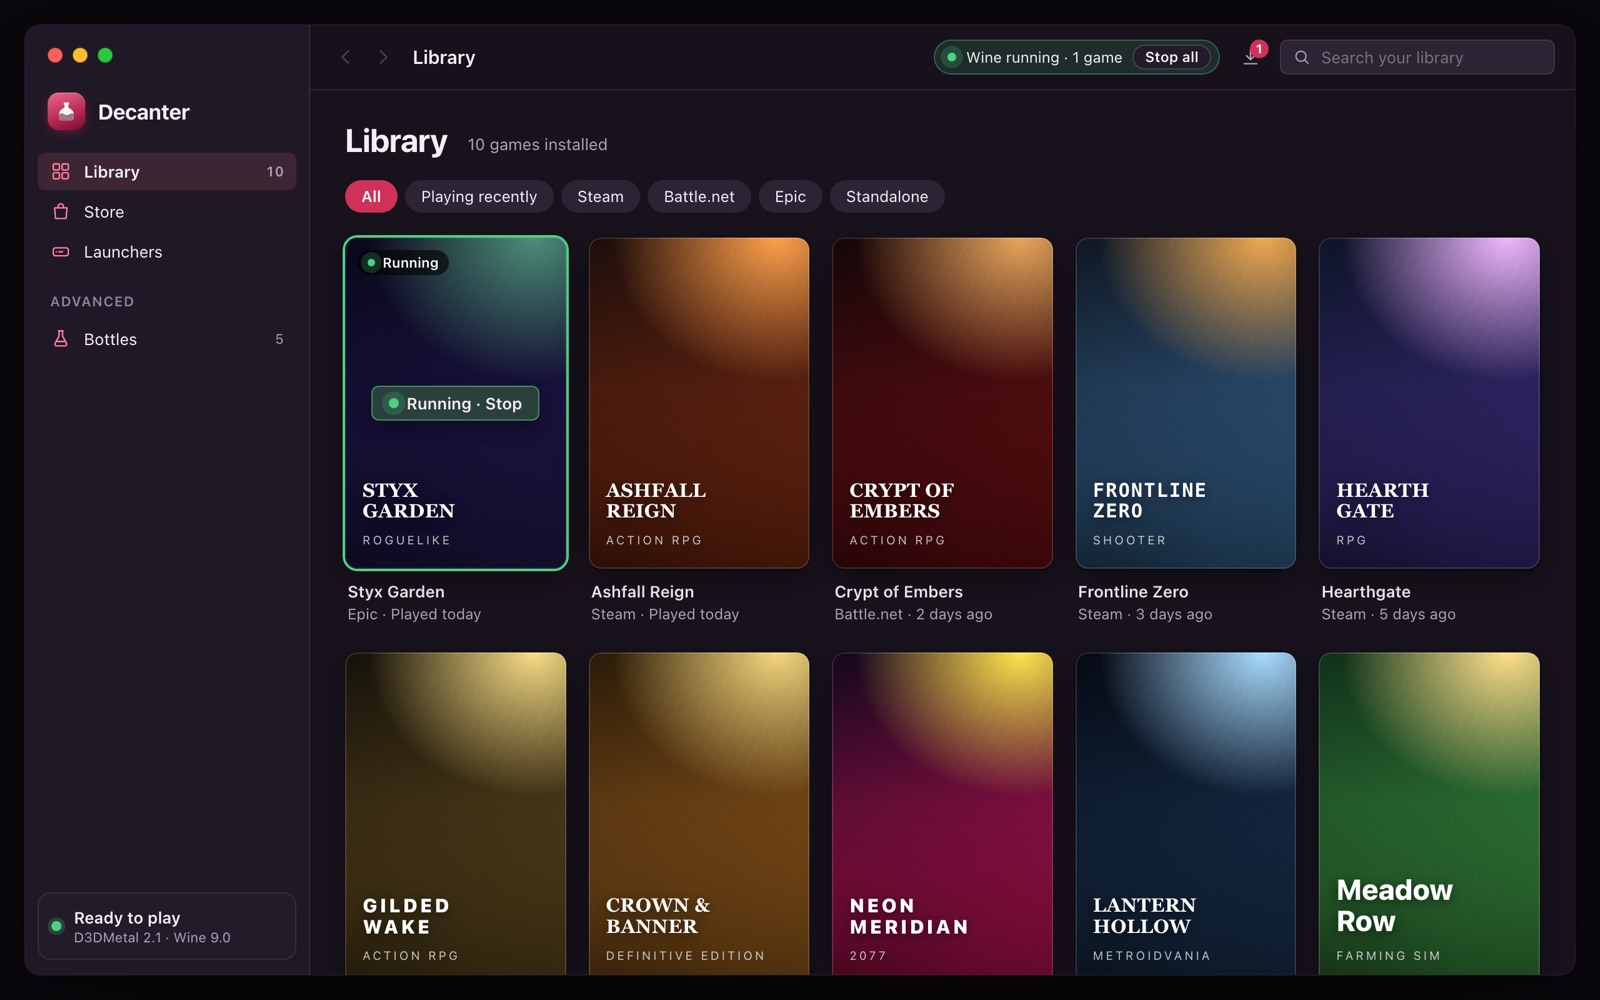 Decanter
Library 10
Store
Launchers
ADVANCED
Bottles 5
Ready to play
D3DMetal 2.1 · Wine 9.0
Library
Wine running · 1 game Stop all
1
Search your library
Library 10 games installed
All Playing recently Steam Battle.net Epic Standalone
Running
Running · Stop
STYX
GARDEN
ROGUELIKE
Styx Garden
Epic · Played today
ASHFALL
REIGN
ACTION RPG
Ashfall Reign
Steam · Played today
CRYPT OF
EMBERS
ACTION RPG
Crypt of Embers
Battle.net · 2 days ago
FRONTLINE
ZERO
SHOOTER
Frontline Zero
Steam · 3 days ago
HEARTH
GATE
RPG
Hearthgate
Steam · 5 days ago
GILDED
WAKE
ACTION RPG
CROWN &
BANNER
DEFINITIVE EDITION
NEON
MERIDIAN
2077
LANTERN
HOLLOW
METROIDVANIA
Meadow
Row
FARMING SIM